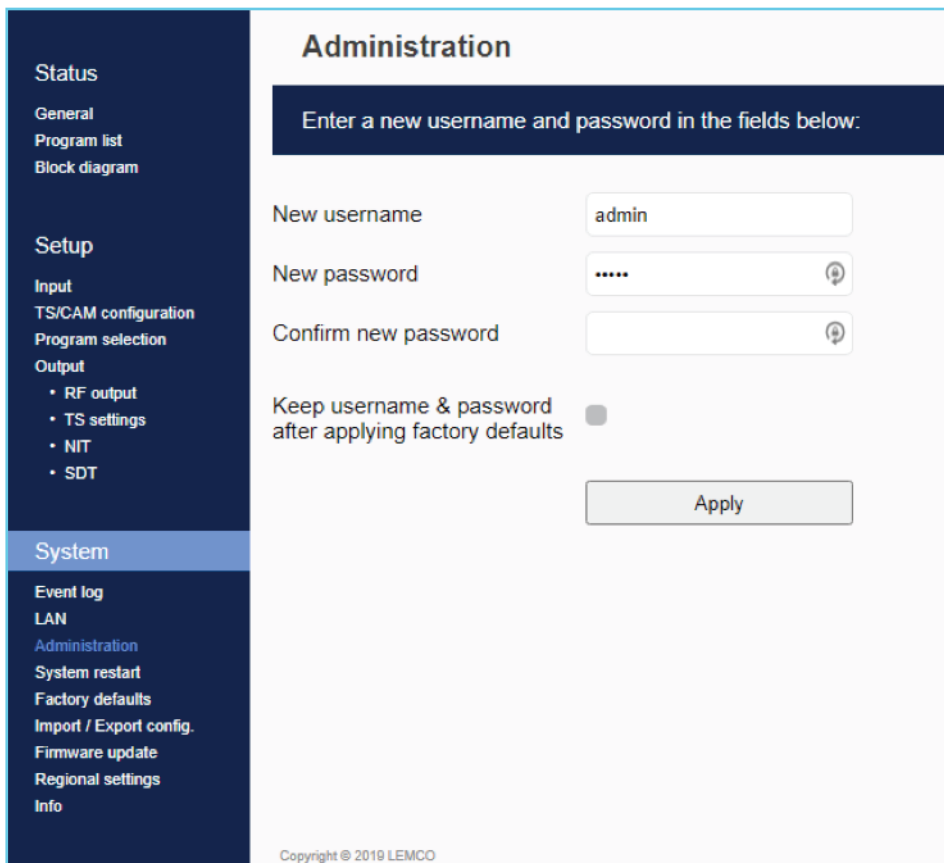 Status
General
Program list
Block diagram
Setup
Input
TS/CAM configuration
Program selection
Output
• RF output
• TS settings
• NIT
• SDT
System
Event log
LAN
Administration
System restart
Factory defaults
Import / Export config.
Firmware update
Regional settings
Info
Administration
Enter a new username and password in the fields below:
New username
admin
New password
•••••
Confirm new password
Keep username & password
after applying factory defaults
Apply
Copyright © 2019 LEMCO